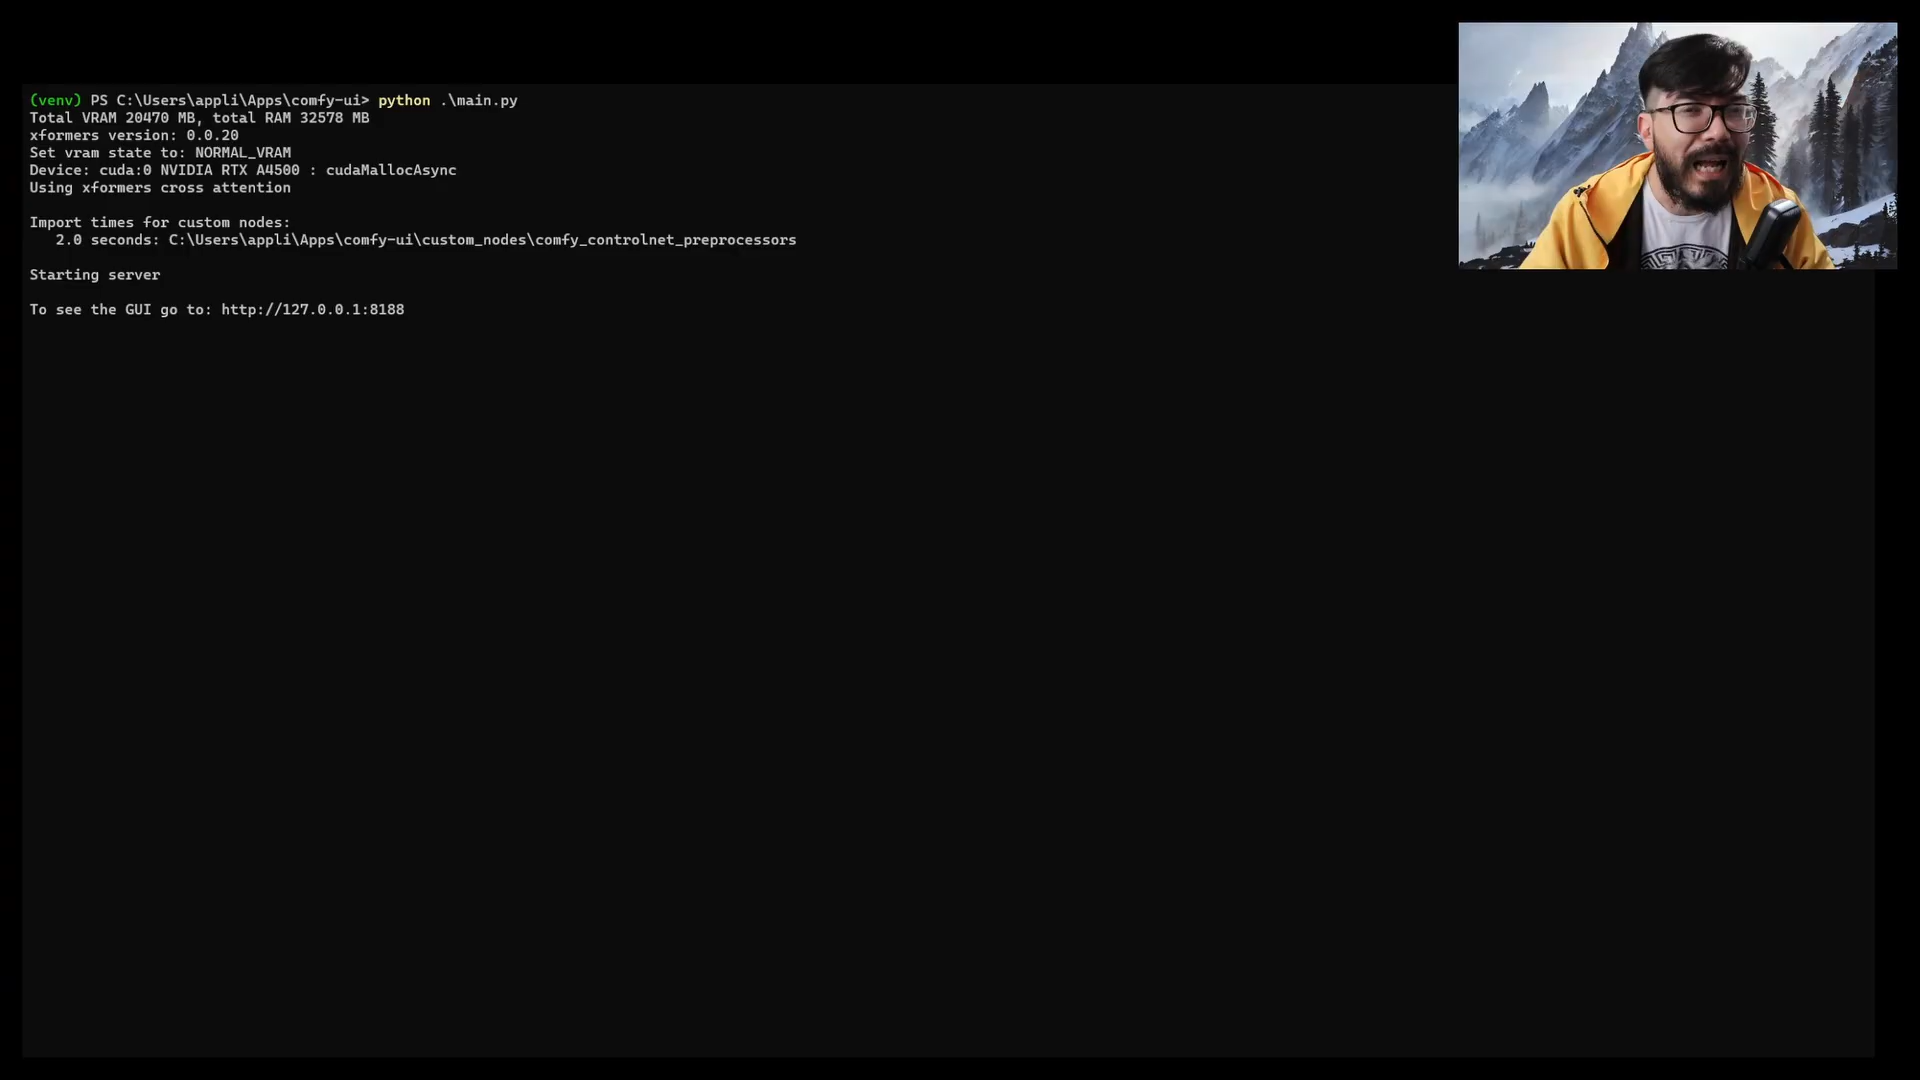 (venv) PS C:\Users\appli\Apps\comfy-ui> python .\main.py
Total VRAM 20470 MB, total RAM 32578 MB
xformers version: 0.0.20
Set vram state to: NORMAL_VRAM
Device: cuda:0 NVIDIA RTX A4500 : cudaMallocAsync
Using xformers cross attention
Import times for custom nodes:
2.0 seconds: C:\Users\appli\Apps\comfy-ui\custom_nodes\comfy_controlnet_preprocessors
Starting server
To see the GUI go to: http://127.0.0.1:8188